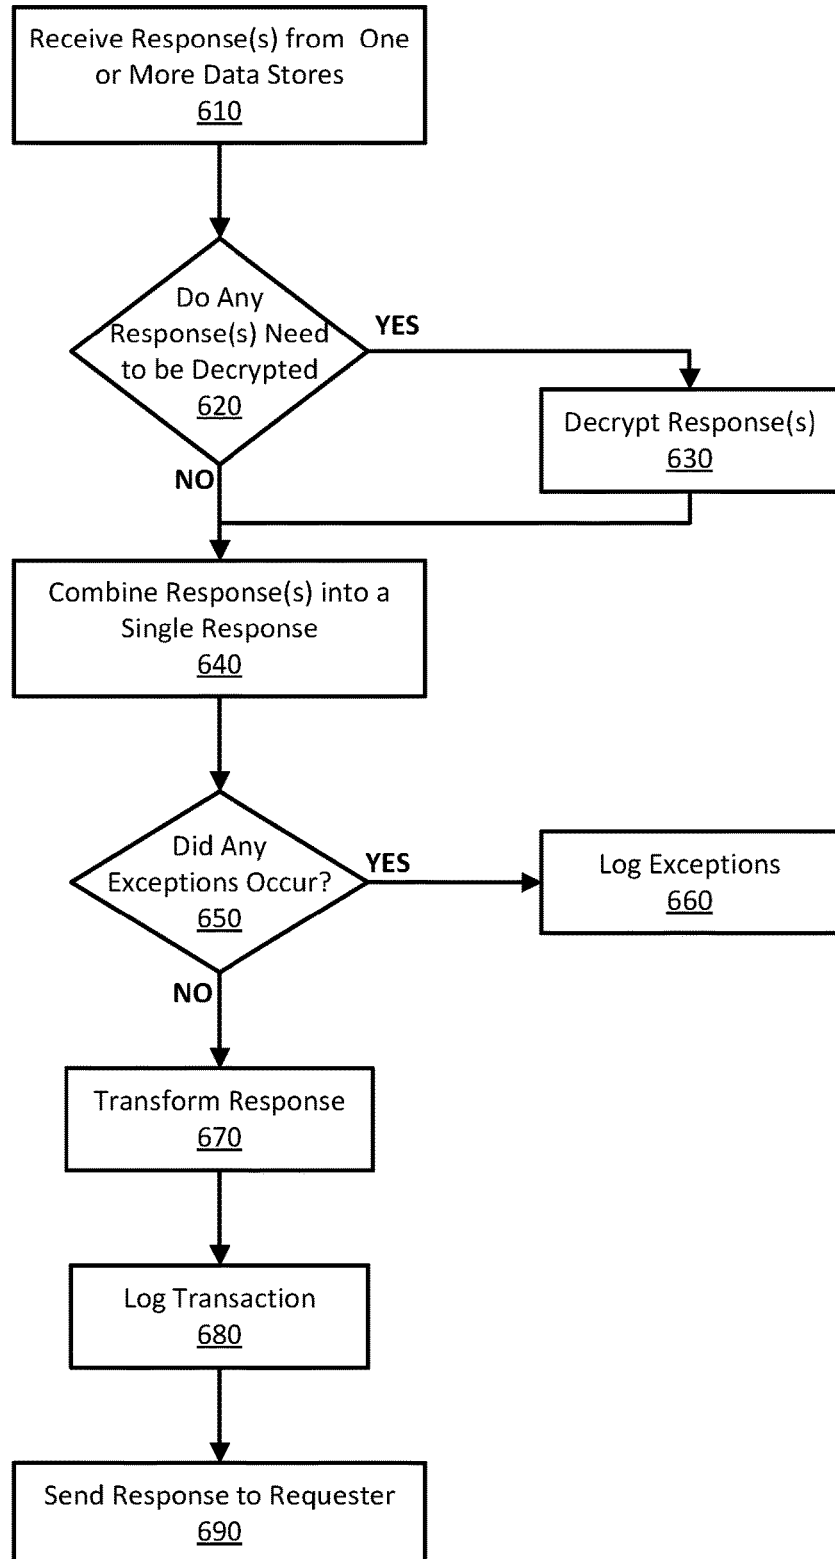 Receive Response(s) from One
or More Data Stores
610
Do Any
Response(s) Need
to be Decrypted
620
YES
Decrypt Response(s)
630
NO
Combine Response(s) into a
Single Response
640
Did Any
Exceptions Occur?
650
YES
Log Exceptions
660
NO
Transform Response
670
Log Transaction
680
Send Response to Requester
690